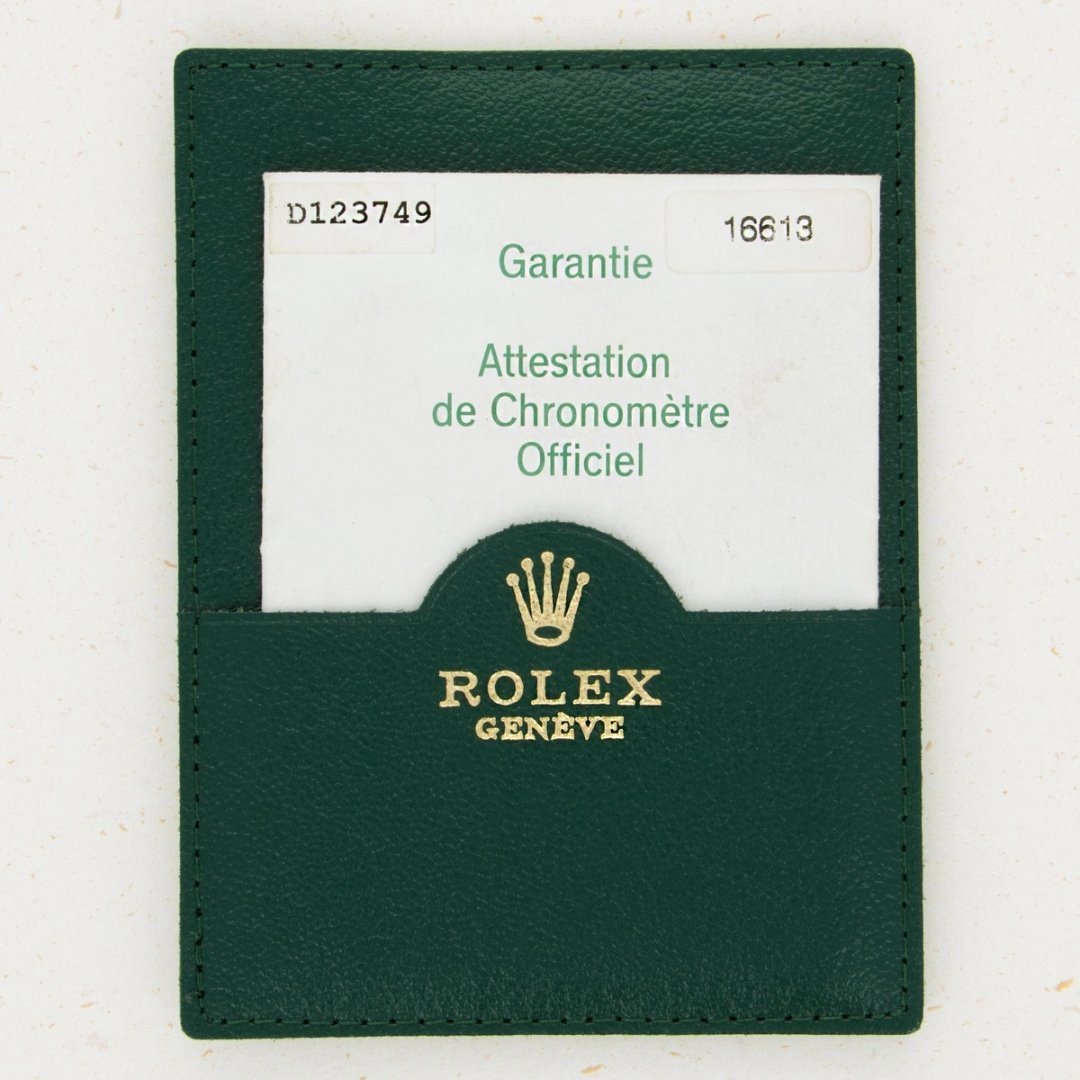 D123749
16613
Garantie
Attestation
de Chronomètre
Officiel
ROLEX
GENÈVE